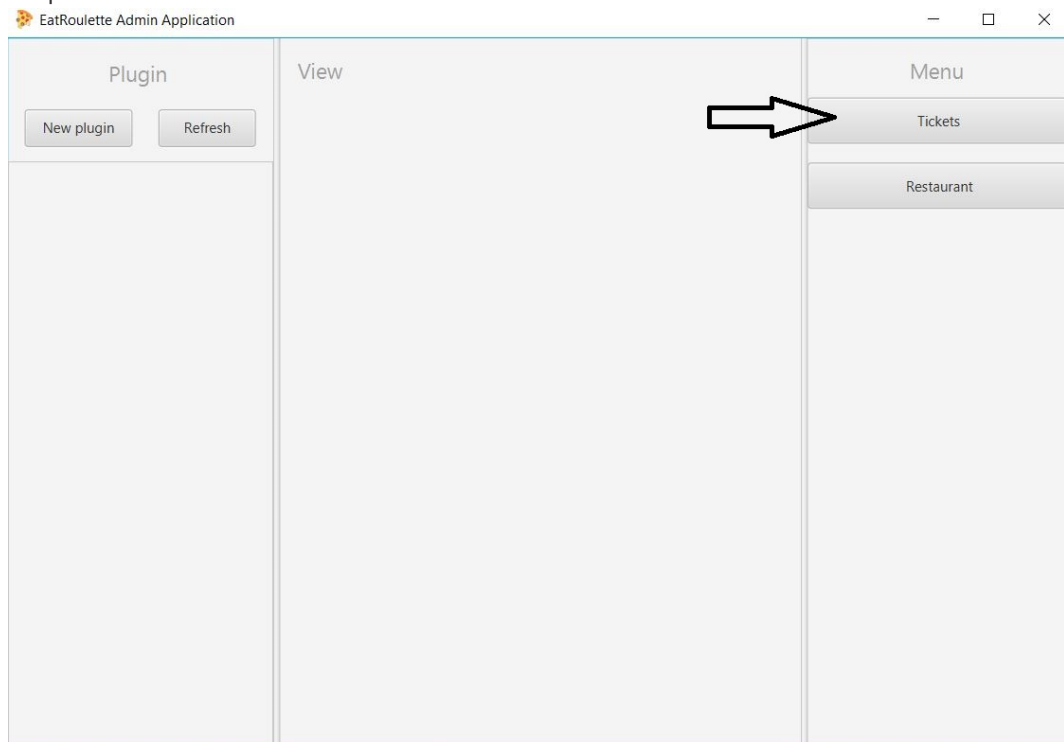 EatRoulette Admin Application
Plugin
New plugin
Refresh
View
Menu
Tickets
Restaurant